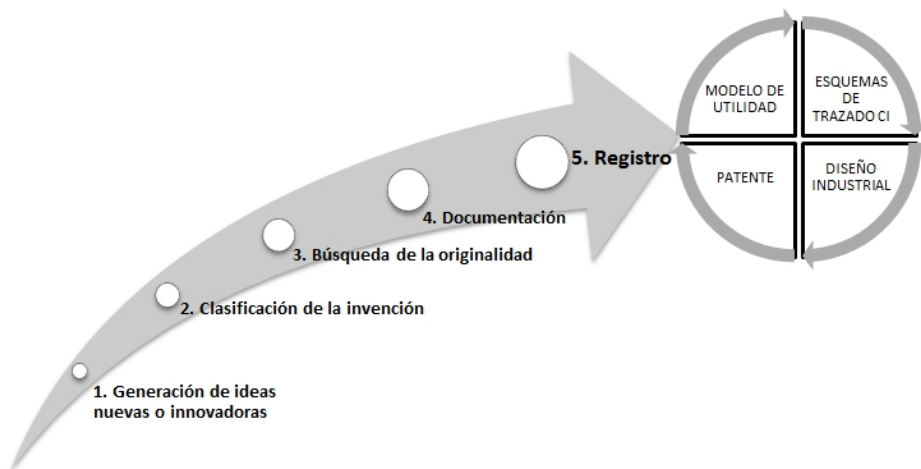 1. Generación de ideas
nuevas o innovadoras
2. Clasificación de la invención
3. Búsqueda de la originalidad
4. Documentación
5. Registro
MODELO DE
UTILIDAD
ESQUEMAS
DE
TRAZADO CI
PATENTE
DISEÑO
INDUSTRIAL